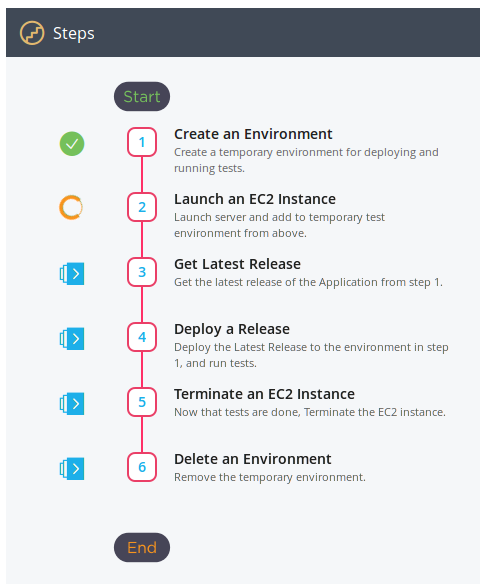 Steps
Start
1
Create an Environment
Create a temporary environment for deploying and
running tests.
2
Launch an EC2 Instance
Launch server and add to temporary test
environment from above.
3
Get Latest Release
Get the latest release of the Application from step 1.
4
Deploy a Release
Deploy the Latest Release to the environment in step
1, and run tests.
5
Terminate an EC2 Instance
Now that tests are done, Terminate the EC2 instance.
6
Delete an Environment
Remove the temporary environment.
End